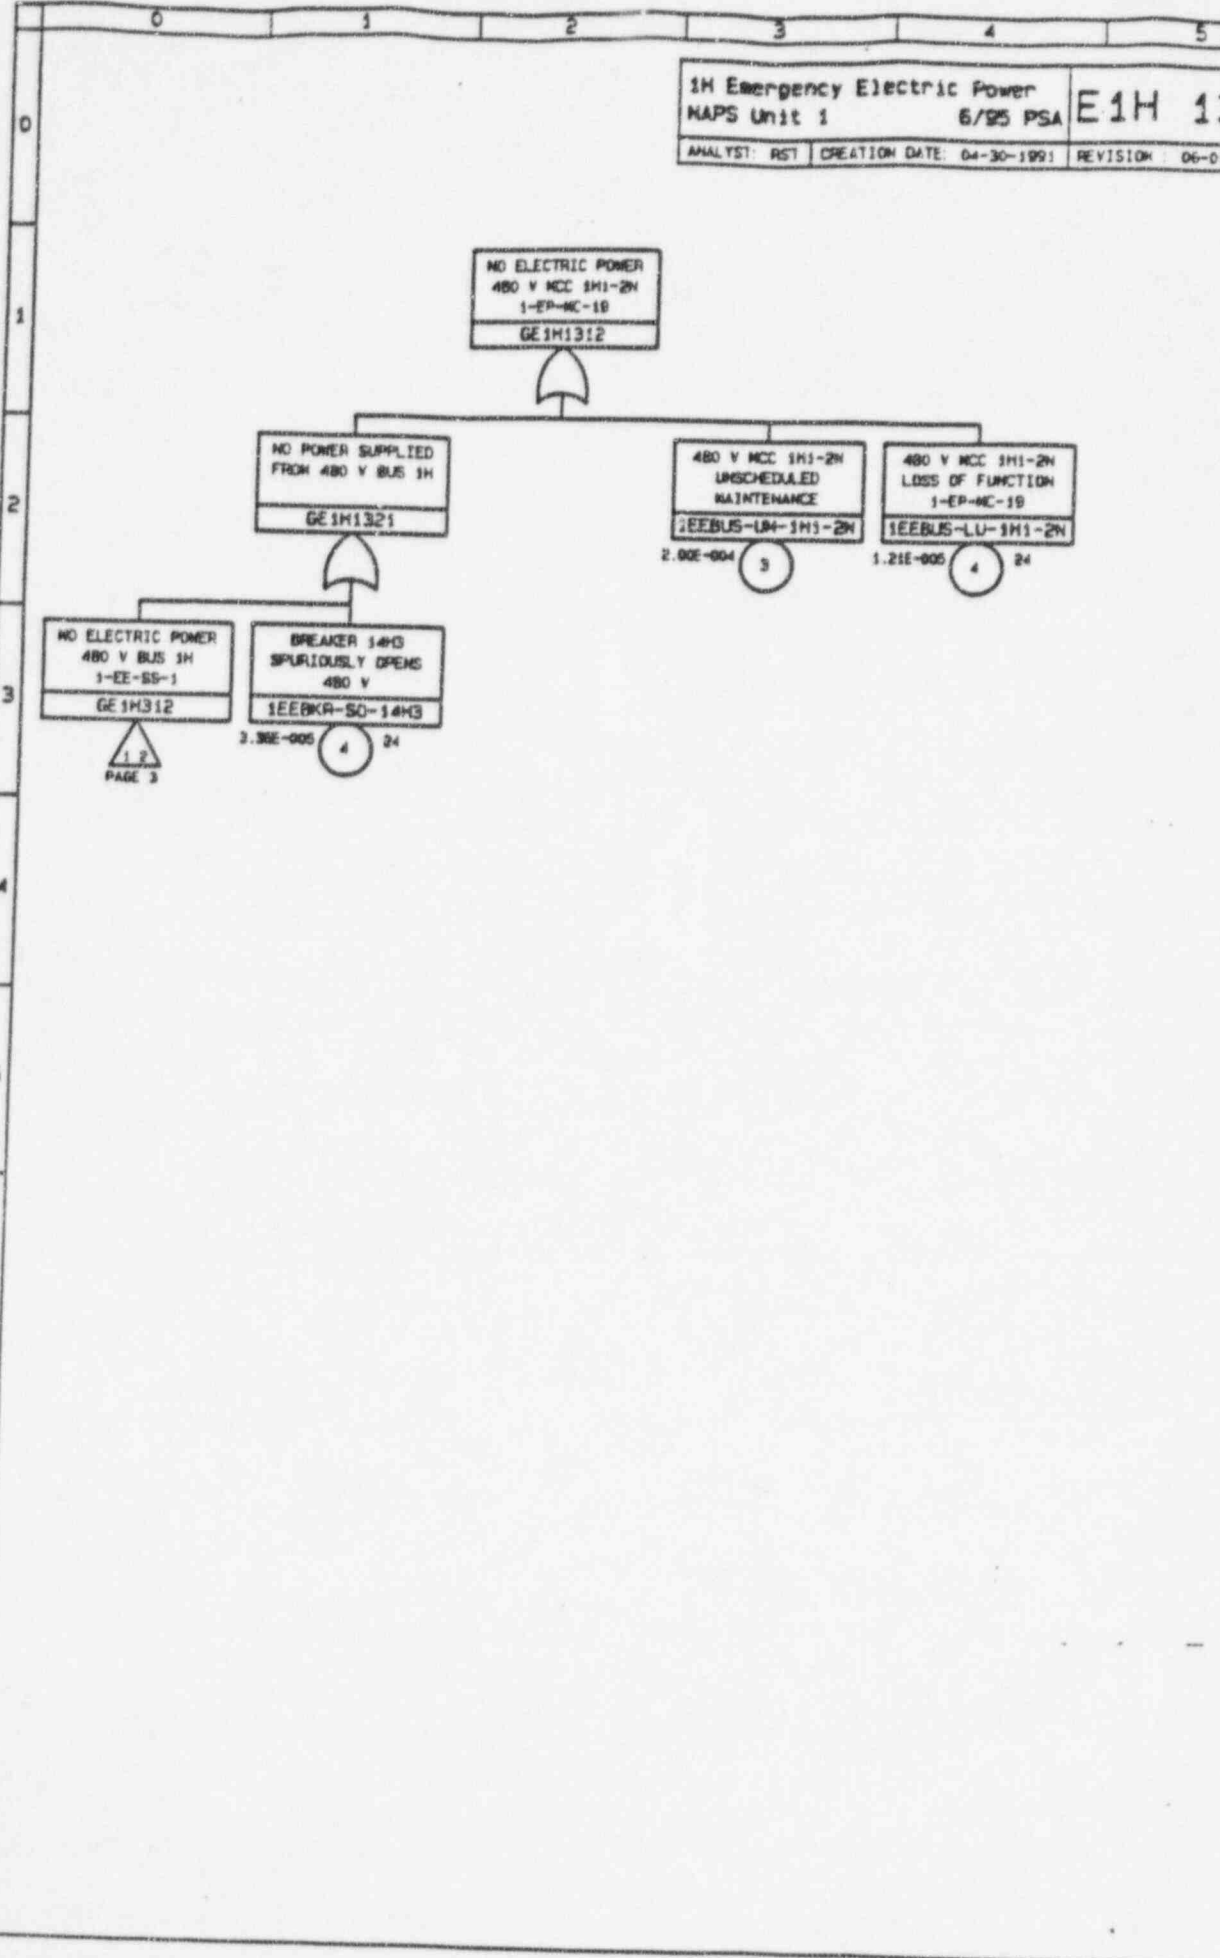 0 1 2 3 4 5
1H Emergency Electric Power
NAPS Unit 1 6/95 PSA
E1H
ANALYST: RST CREATION DATE: 04-30-1991 REVISION :
0
NO ELECTRIC POWER
480 V MCC 1H1-2N
1-EP-MC-19
GE1H1312
1
NO POWER SUPPLIED
FROM 480 V BUS 1H
GE1H1321
480 V MCC 1H1-2N
UNSCHEDULED
MAINTENANCE
1EEBUS-UM-1H1-2N
2.00E-004 3
480 V MCC 1H1-2N
LOSS OF FUNCTION
1-EP-MC-19
1EEBUS-LU-1H1-2N
1.21E-005 4 24
2
NO ELECTRIC POWER
480 V BUS 1H
1-EE-SS-1
GE1H312
1 2
PAGE 3
BREAKER 14H3
SPURIOUSLY OPENS
480 V
1EEBKR-SO-14H3
3.36E-005 4 24
3
4